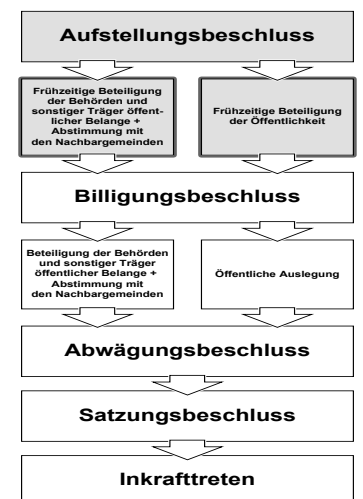 Aufstellungsbeschluss
Frühzeitige Beteiligung
der Behörden und
sonstiger Träger öffent-
licher Belange +
Abstimmung mit
den Nachbargemeinden
Frühzeitige Beteiligung
der Öffentlichkeit
Billigungsbeschluss
Beteiligung der Behörden
und sonstiger Träger
öffentlicher Belange +
Abstimmung mit
den Nachbargemeinden
Öffentliche Auslegung
Abwägungsbeschluss
Satzungsbeschluss
Inkrafttreten